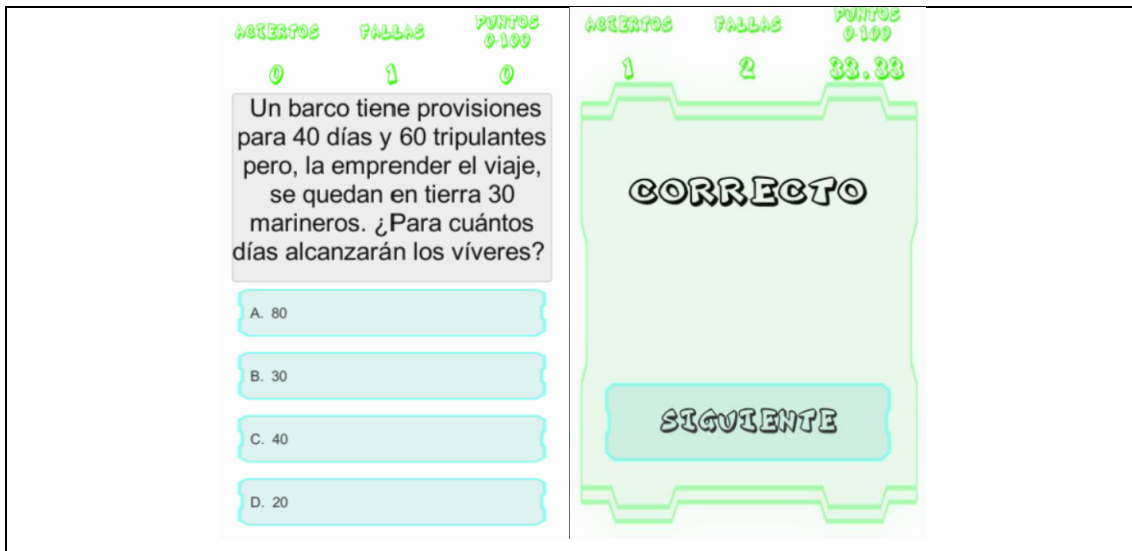 ACIERTOS FALLAS PUNTOS
0-100
0 1 0
Un barco tiene provisiones
para 40 días y 60 tripulantes
pero, la emprender el viaje,
se quedan en tierra 30
marineros. ¿Para cuántos
días alcanzarán los víveres?
A. 80
B. 30
C. 40
D. 20
ACIERTOS FALLAS PUNTOS
0-100
1 2 33.33
CORRECTO
SIGUIENTE